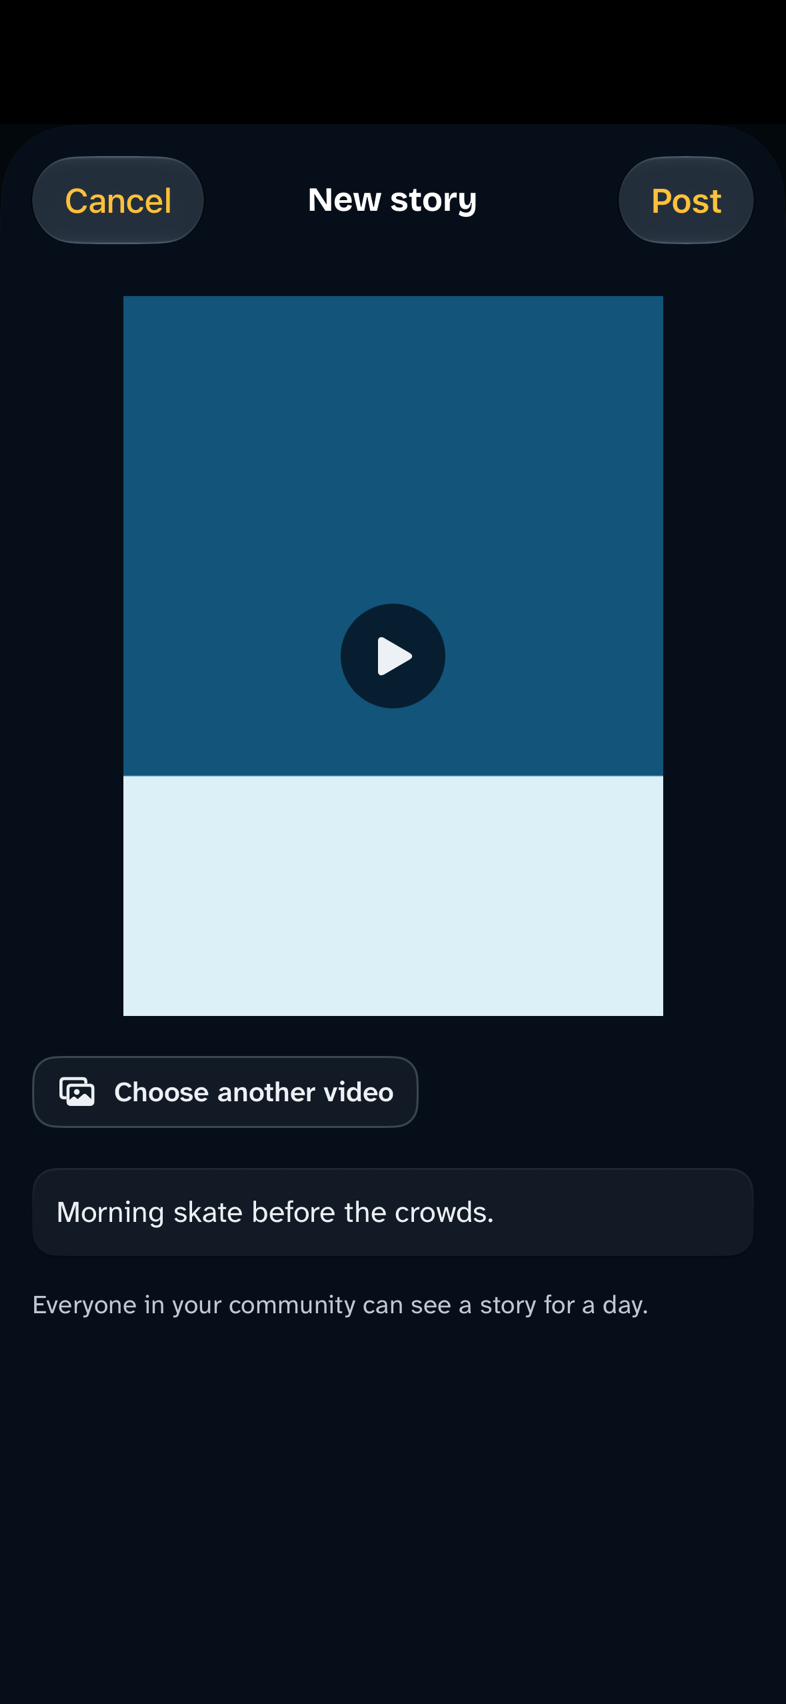 Cancel
New story
Post
Choose another video
Morning skate before the crowds.
Everyone in your community can see a story for a day.